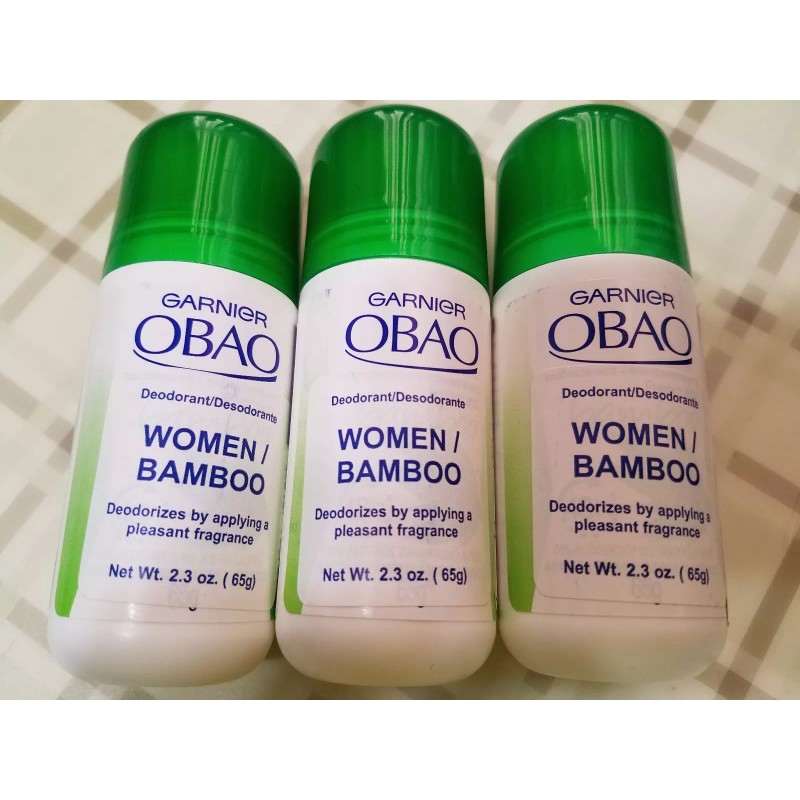 GARNIER
OBAO
Deodorant/Desodorante
WOMEN /
BAMBOO
Deodorizes by applying a
pleasant fragrance
Net Wt. 2.3 oz. ( 65g)
GARNIER
OBAO
Deodorant/Desodorante
WOMEN /
BAMBOO
Deodorizes by applying a
pleasant fragrance
Net Wt. 2.3 oz. ( 65g)
GARNIER
OBAO
Deodorant/Desodorante
WOMEN /
BAMBOO
Deodorizes by applying a
pleasant fragrance
Net Wt. 2.3 oz. ( 65g)